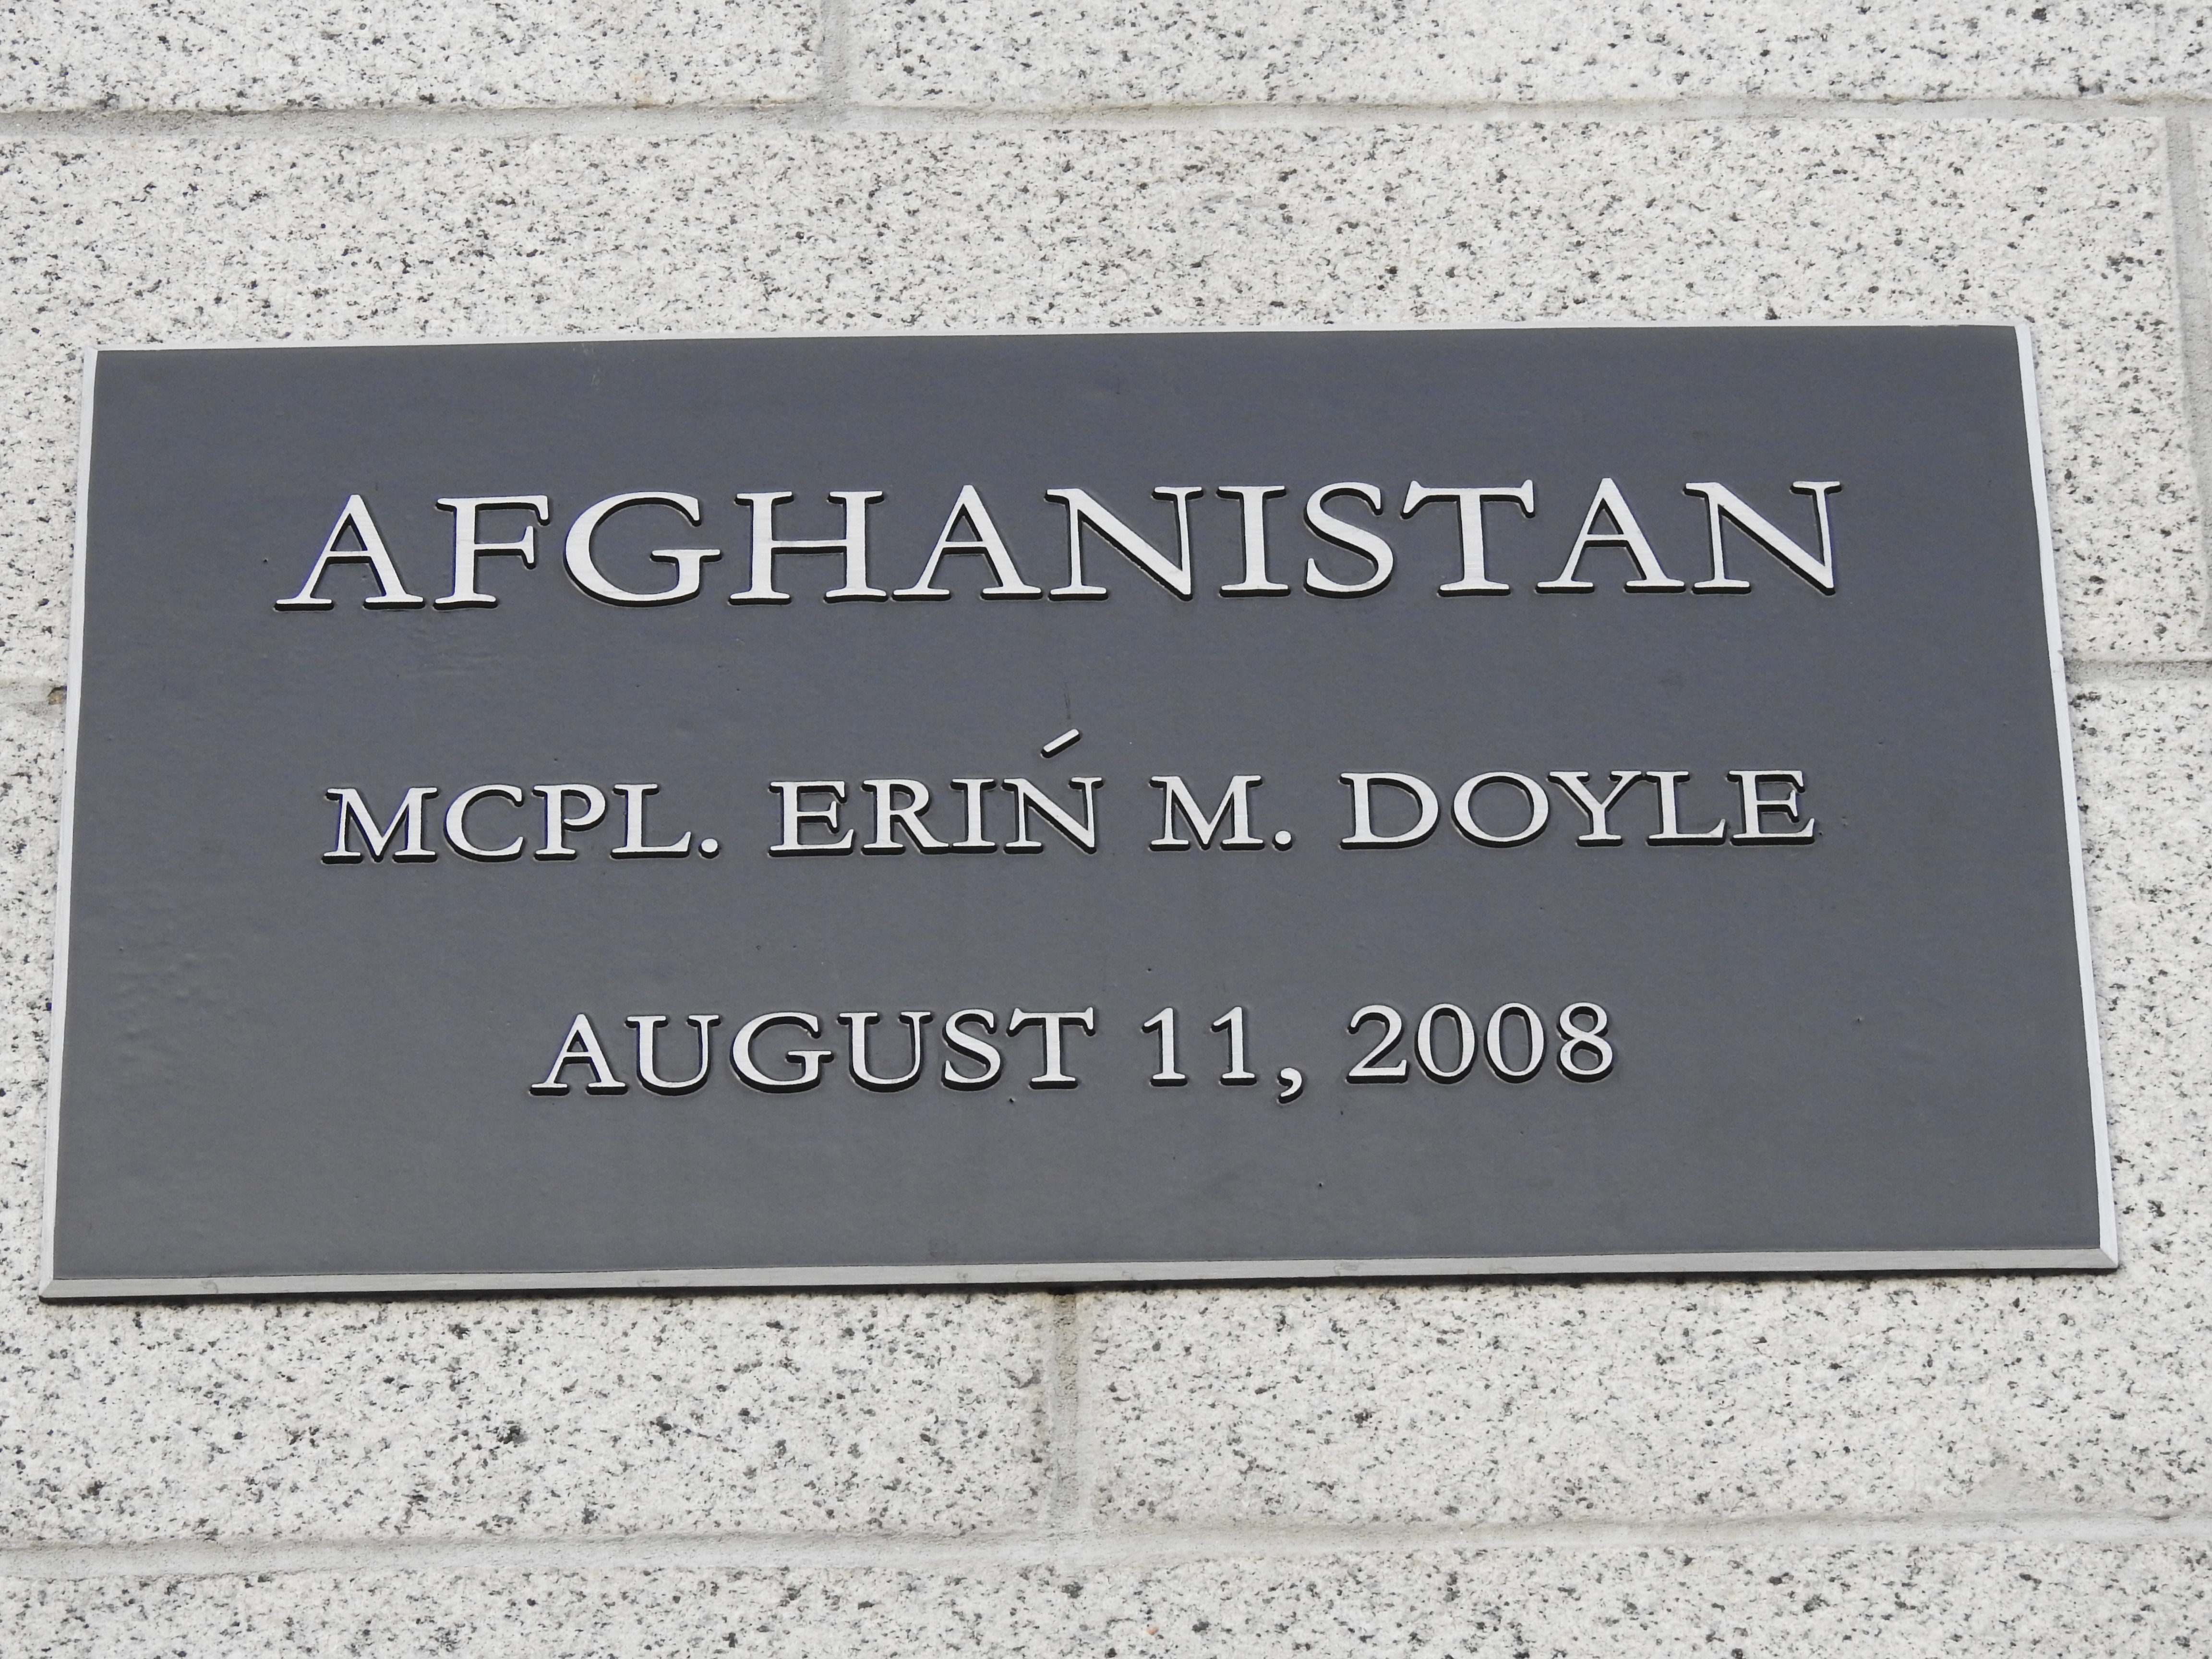 AFGHANISTAN
MCPL. ERIŃ M. DOYLE
AUGUST 11, 2008